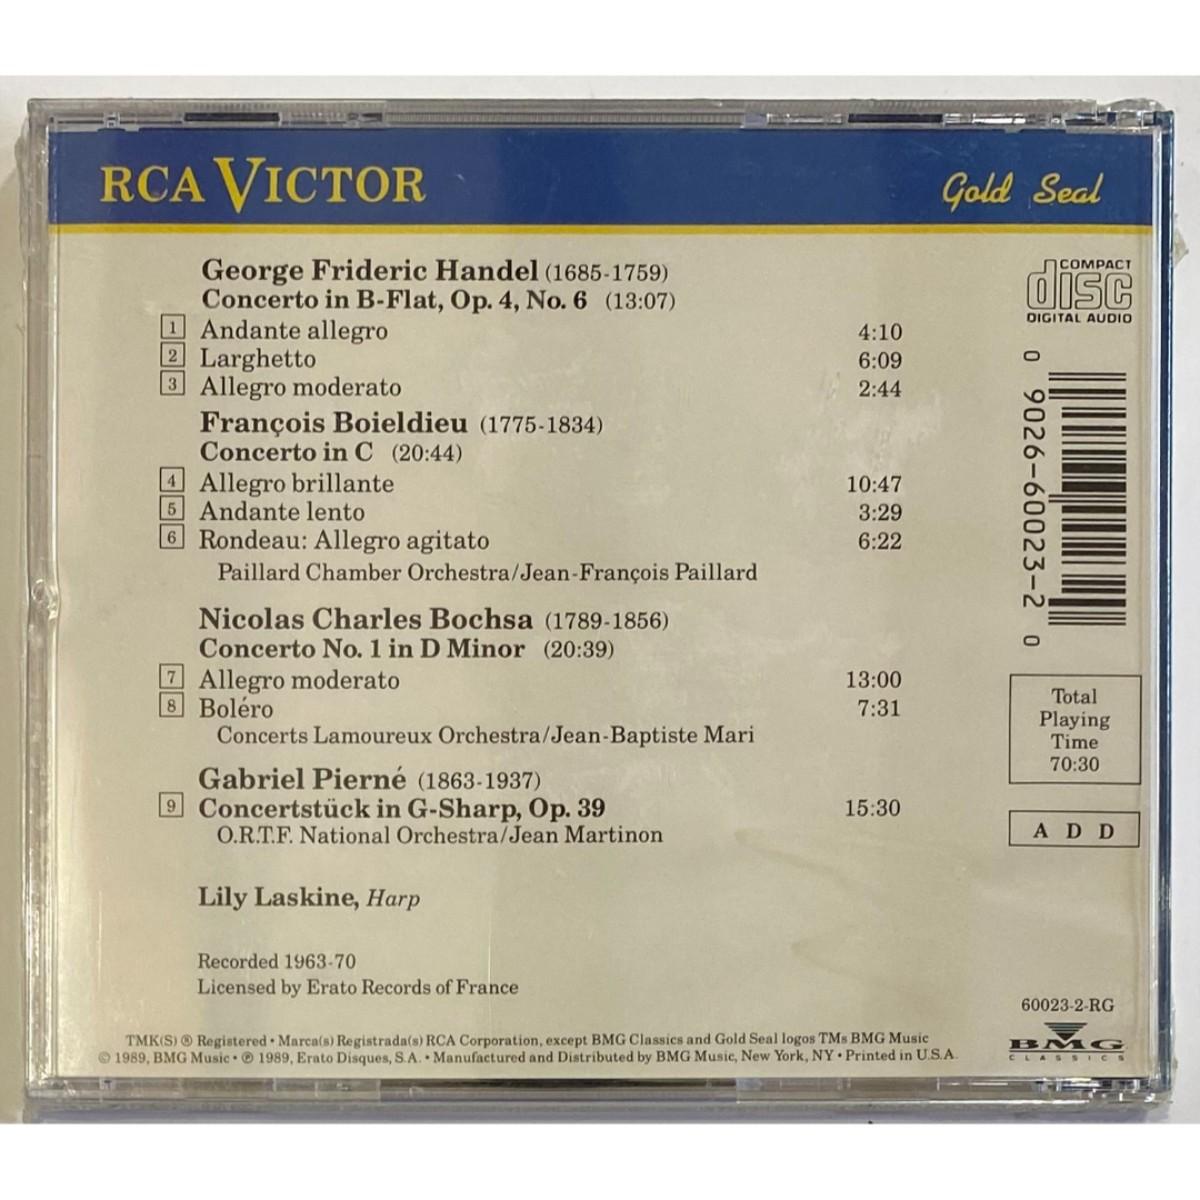 RCA VICTOR
Gold Seal
George Frideric Handel (1685-1759)
Concerto in B-Flat, Op. 4, No. 6 (13:07)
1 Andante allegro 4:10
2 Larghetto 6:09
3 Allegro moderato 2:44
François Boieldieu (1775-1834)
Concerto in C (20:44)
4 Allegro brillante 10:47
5 Andante lento 3:29
6 Rondeau: Allegro agitato 6:22
Paillard Chamber Orchestra/Jean-François Paillard
Nicolas Charles Bochsa (1789-1856)
Concerto No. 1 in D Minor (20:39)
7 Allegro moderato 13:00
8 Boléro 7:31
Concerts Lamoureux Orchestra/Jean-Baptiste Mari
Gabriel Pierné (1863-1937)
9 Concertstück in G-Sharp, Op. 39 15:30
O.R.T.F. National Orchestra/Jean Martinon
Lily Laskine, Harp
Recorded 1963-70
Licensed by Erato Records of France
TMK(S) ® Registered • Marca(s) Registrada(s) RCA Corporation, except BMG Classics and Gold Seal logos TMs BMG Music
© 1989, BMG Music • ℗ 1989, Erato Disques, S.A. • Manufactured and Distributed by BMG Music, New York, NY • Printed in U.S.A.
COMPACT
disc
DIGITAL AUDIO
0 9026-60023-2 0
Total
Playing
Time
70:30
A D D
60023-2-RG
BMG
CLASSICS